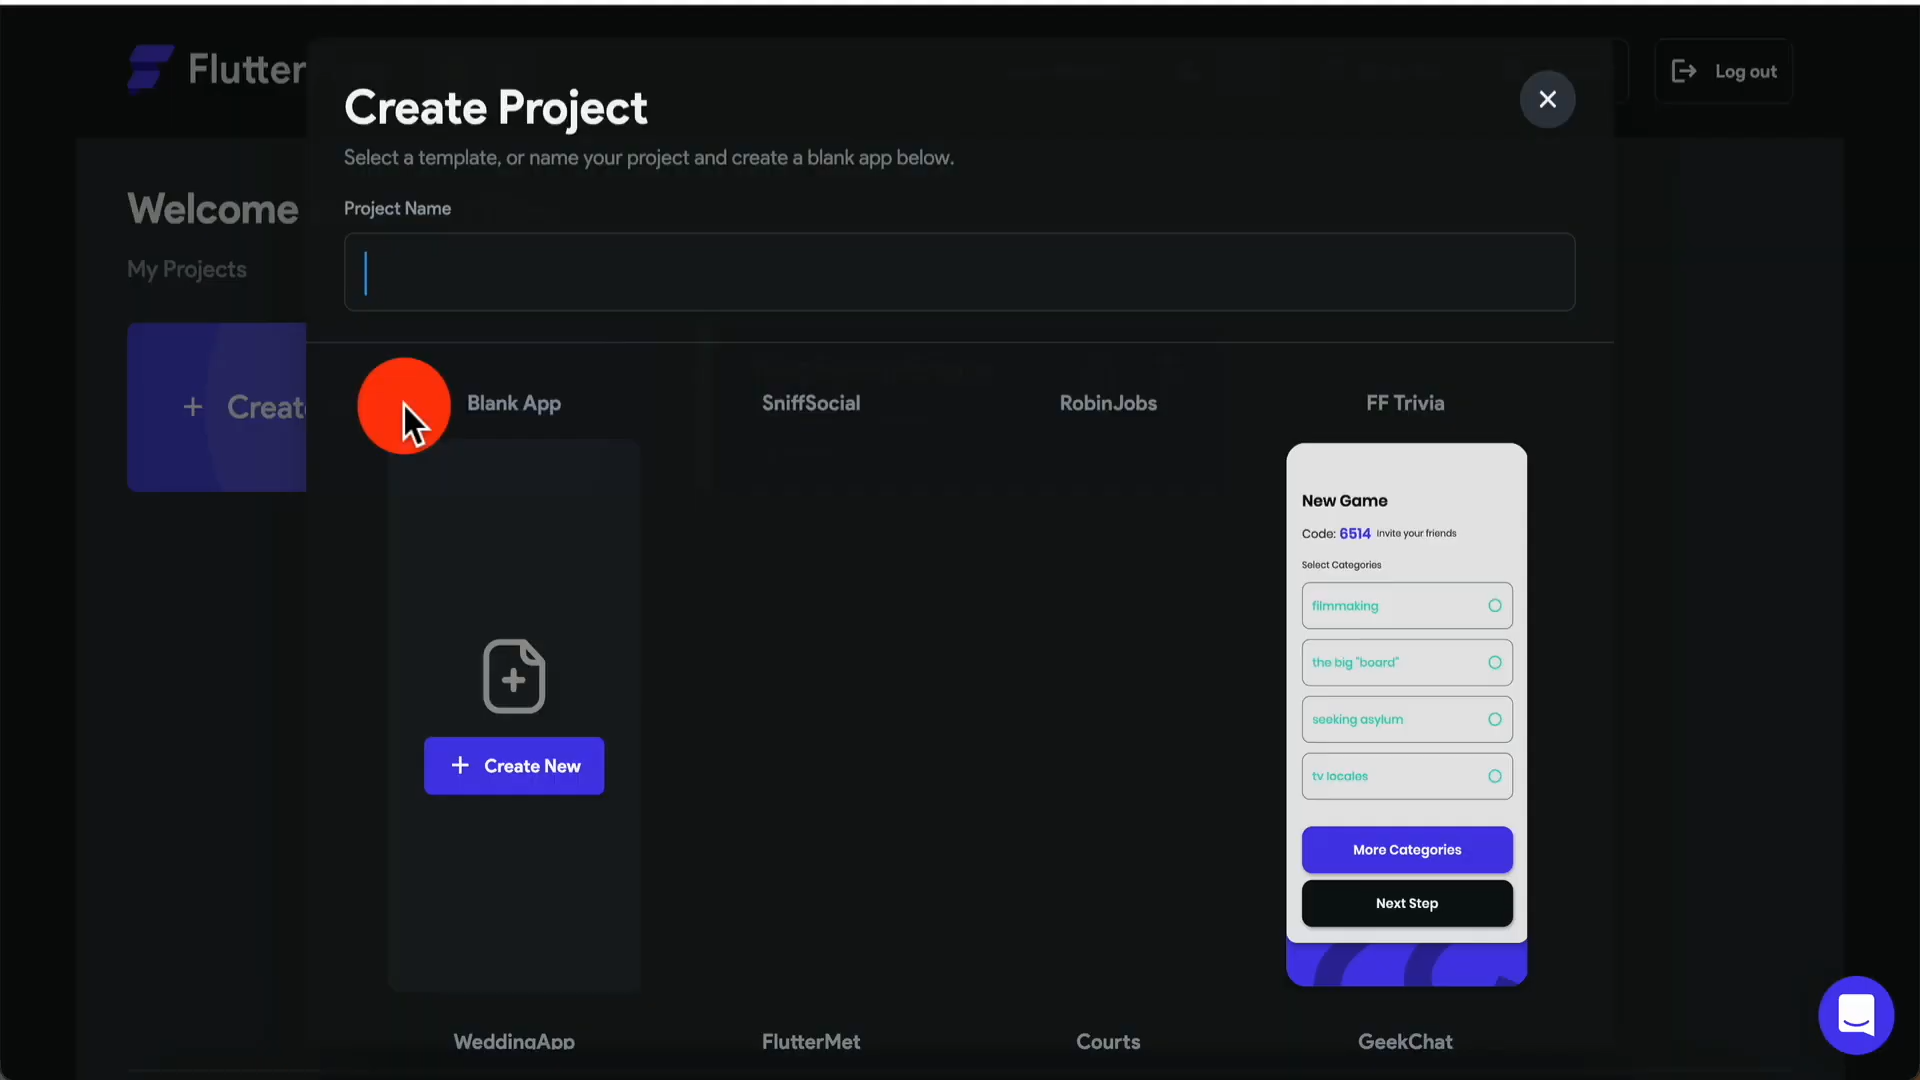 Flutter
Log out
Create Project
Select a template, or name your project and create a blank app below.
Welcome
Project Name
My Projects
+ Create
Blank App
SniffSocial
RobinJobs
FF Trivia
New Game
Code: 6514 Invite your friends
Select Categories
filmmaking
the big "board"
seeking asylum
tv locales
+ Create New
More Categories
Next Step
WeddingApp
FlutterMet
Courts
GeekChat